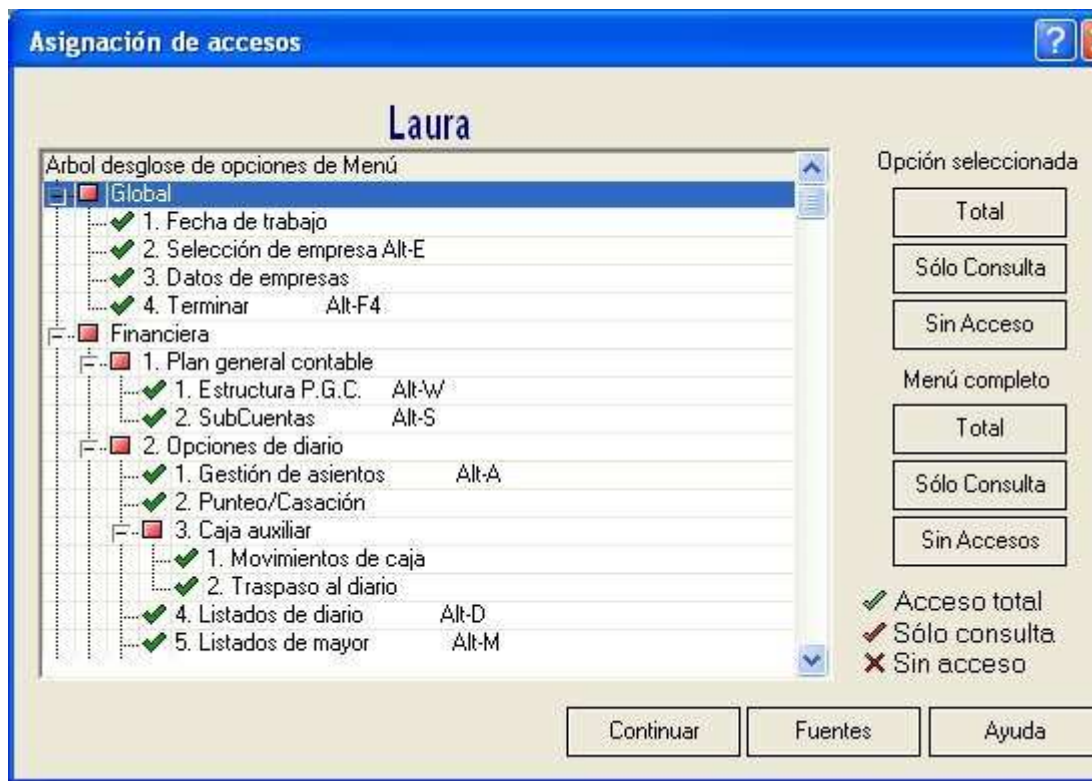 Asignación de accesos
Laura
Arbol desglose de opciones de Menú
Global
1. Fecha de trabajo
2. Selección de empresa Alt-E
3. Datos de empresas
4. Terminar Alt-F4
Financiera
1. Plan general contable
1. Estructura P.G.C. Alt-W
2. SubCuentas Alt-S
2. Opciones de diario
1. Gestión de asientos Alt-A
2. Punteo/Casación
3. Caja auxiliar
1. Movimientos de caja
2. Traspaso al diario
4. Listados de diario Alt-D
5. Listados de mayor Alt-M
Opción seleccionada
Total
Sólo Consulta
Sin Acceso
Menú completo
Total
Sólo Consulta
Sin Accesos
Acceso total
Sólo consulta
Sin acceso
Continuar
Fuentes
Ayuda